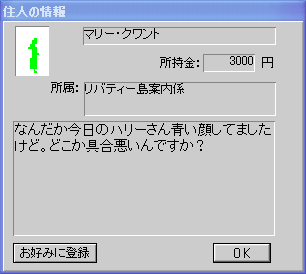 住人の情報
マリー・クワント
所持金: 3000 円
所属: リバティー島案内係
なんだか今日のハリーさん青い顔してました
けど。どこか具合悪いんですか？
お好みに登録
OK